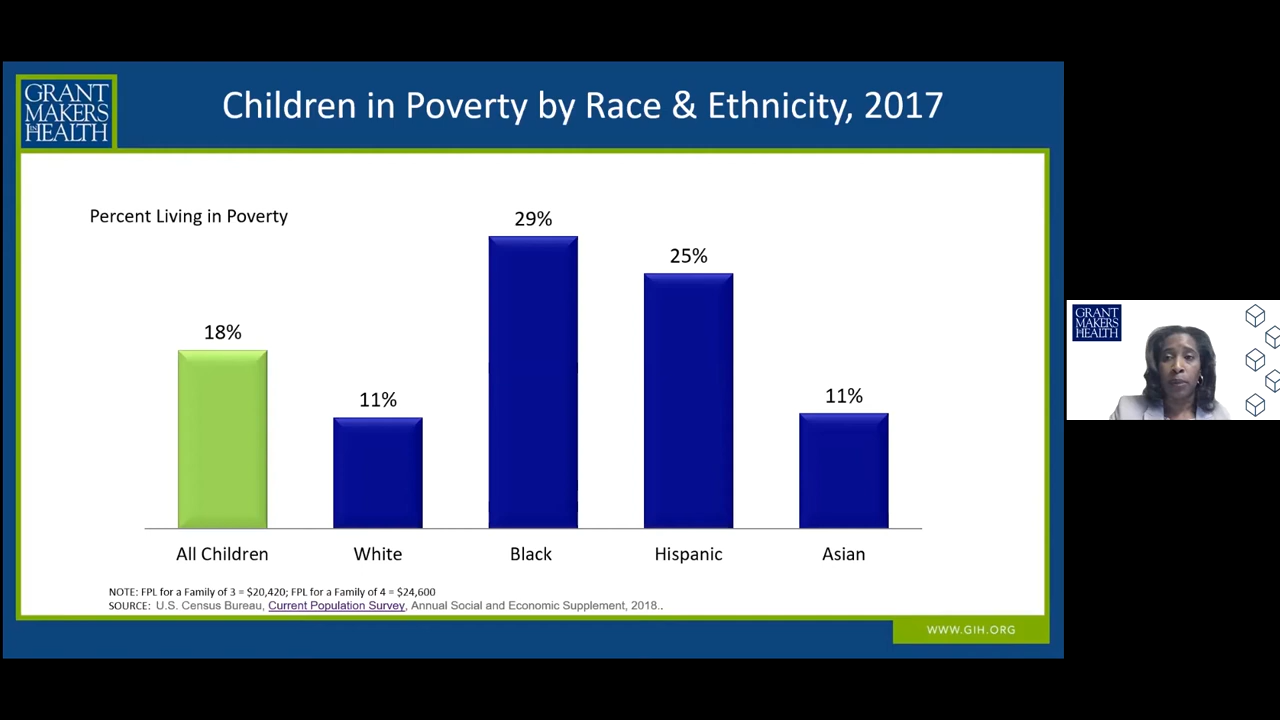 GRANT
MAKERS
IN HEALTH
Children in Poverty by Race & Ethnicity, 2017
Percent Living in Poverty
18%
11%
29%
25%
11%
All Children
White
Black
Hispanic
Asian
NOTE: FPL for a Family of 3 = $20,420; FPL for a Family of 4 = $24,600
SOURCE: U.S. Census Bureau, Current Population Survey, Annual Social and Economic Supplement, 2018..
WWW.GIH.ORG
GRANT
MAKERS
IN HEALTH